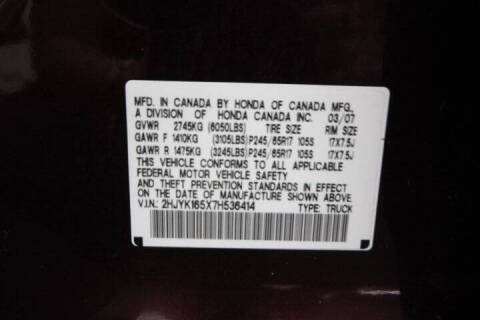 MFD. IN CANADA BY HONDA OF CANADA MFG.,
A DIVISION OF HONDA CANADA INC. 03/07
GVWR 2745KG (6050LBS) TIRE SIZE RIM SIZE
GAWR F 1410KG (3105LBS)P245/65R17 105S 17X7.5J
GAWR R 1475KG (3245LBS)P245/65R17 105S 17X7.5J
THIS VEHICLE CONFORMS TO ALL APPLICABLE
FEDERAL MOTOR VEHICLE SAFETY
AND THEFT PREVENTION STANDARDS IN EFFECT
ON THE DATE OF MANUFACTURE SHOWN ABOVE.
V.I.N.: 2HJYK165X7H536414 TYPE: TRUCK